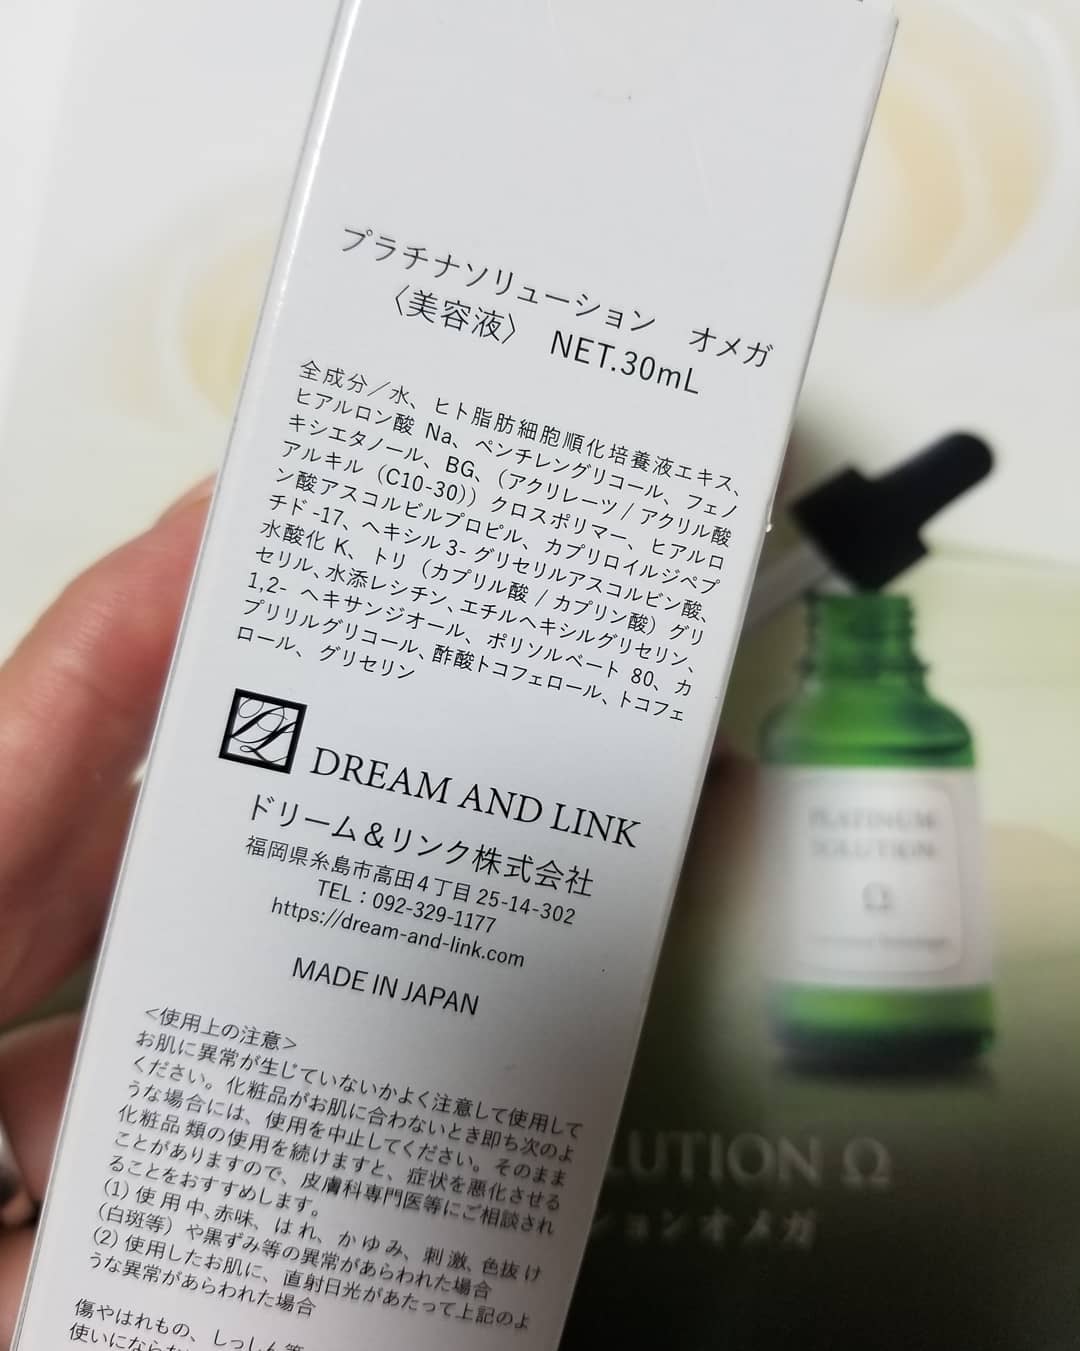 プラチナソリューション オメガ
〈美容液〉 NET.30mL
全成分／水、ヒト脂肪細胞順化培養液エキス、
ヒアルロン酸 Na、ペンチレングリコール、フェノ
キシエタノール、BG、（アクリレーツ / アクリル酸
アルキル（C10-30)）クロスポリマー、ヒアルロ
ン酸アスコルビルプロピル、カプリロイルジペプ
チド-17、ヘキシル3-グリセリルアスコルビン酸、
水酸化 K、トリ（カプリル酸 / カプリン酸）グリ
セリル、水添レシチン、エチルヘキシルグリセリン、
1,2- ヘキサンジオール、ポリソルベート 80、カ
プリリルグリコール、酢酸トコフェロール、トコフェ
ロール、グリセリン
DREAM AND LINK
ドリーム＆リンク株式会社
福岡県糸島市高田4丁目25-14-302
TEL：092-329-1177
https://dream-and-link.com
MADE IN JAPAN
<使用上の注意>
お肌に異常が生じていないかよく注意して使用して
ください。化粧品がお肌に合わないとき即ち次のよ
うな場合には、使用を中止してください。そのまま
化粧品類の使用を続けますと、症状を悪化させる
ことがありますので、皮膚科専門医等にご相談され
ることをおすすめします。
(1)使用中、赤味、はれ、かゆみ、刺激、色抜け
(白斑等）や黒ずみ等の異常があらわれた場合
(2)使用したお肌に、直射日光があたって上記のよ
うな異常があらわれた場合
傷やはれもの、しっしん等
使いにならな
PLATINUM
SOLUTION
Ω
LUTION Ω
ションオメガ